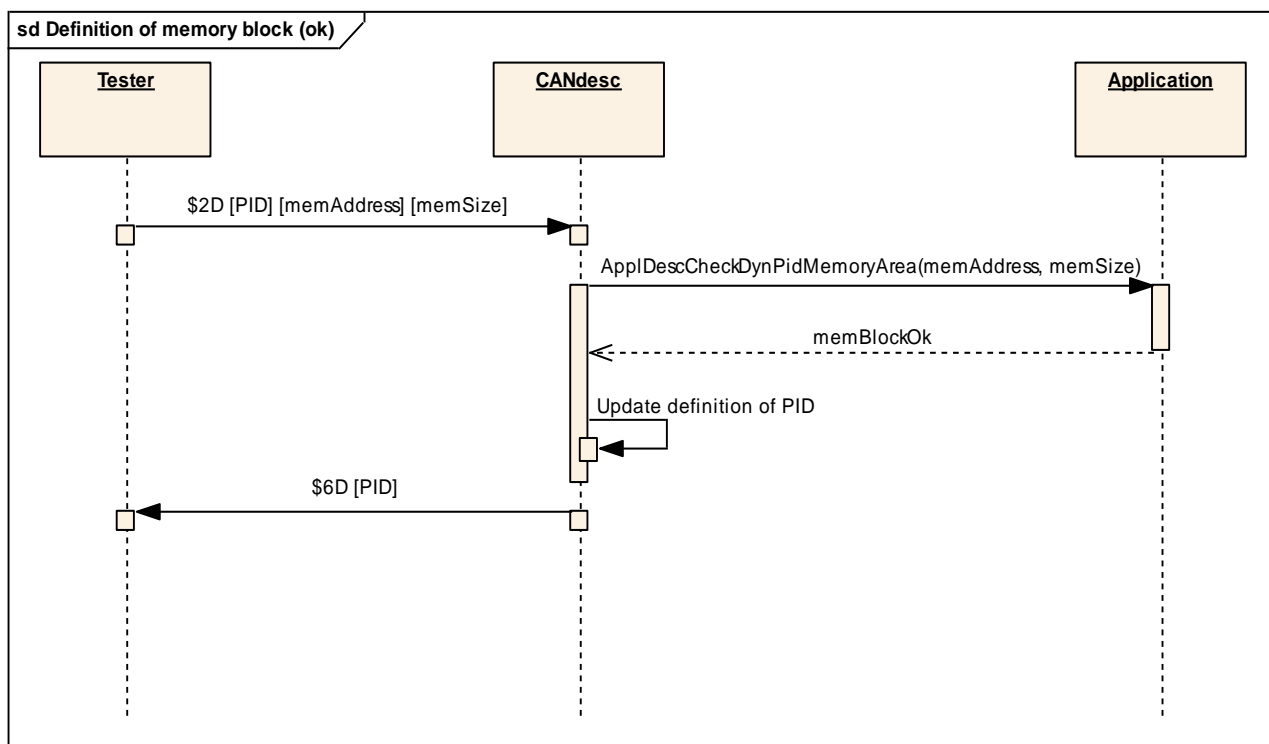 sd Definition of memory block (ok)
Tester
CANdesc
Application
$2D [PID] [memAddress] [memSize]
ApplDescCheckDynPidMemoryArea(memAddress, memSize)
memBlockOk
Update definition of PID
$6D [PID]